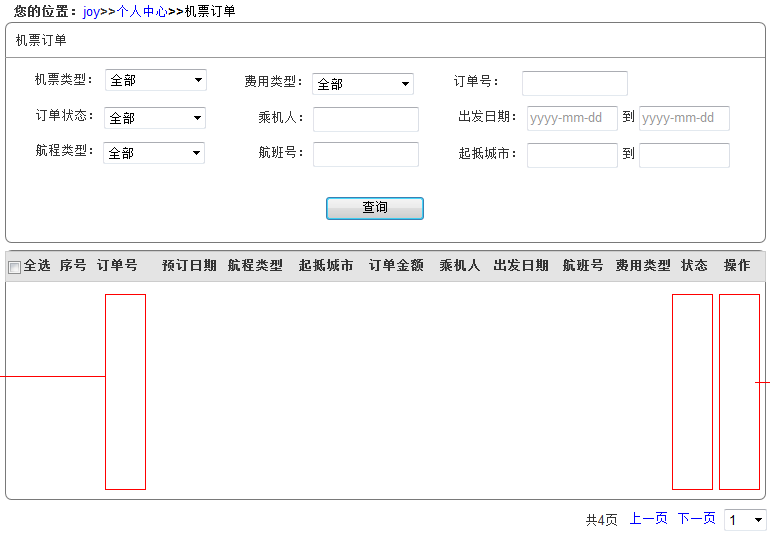 您的位置：joy>>个人中心>>机票订单
机票订单
机票类型： 全部 费用类型： 全部 订单号：
订单状态： 全部 乘机人： 出发日期： yyyy-mm-dd 到 yyyy-mm-dd
航程类型： 全部 航班号： 起抵城市： 到
查询
全选 序号 订单号 预订日期 航程类型 起抵城市 订单金额 乘机人 出发日期 航班号 费用类型 状态 操作
共4页 上一页 下一页 1